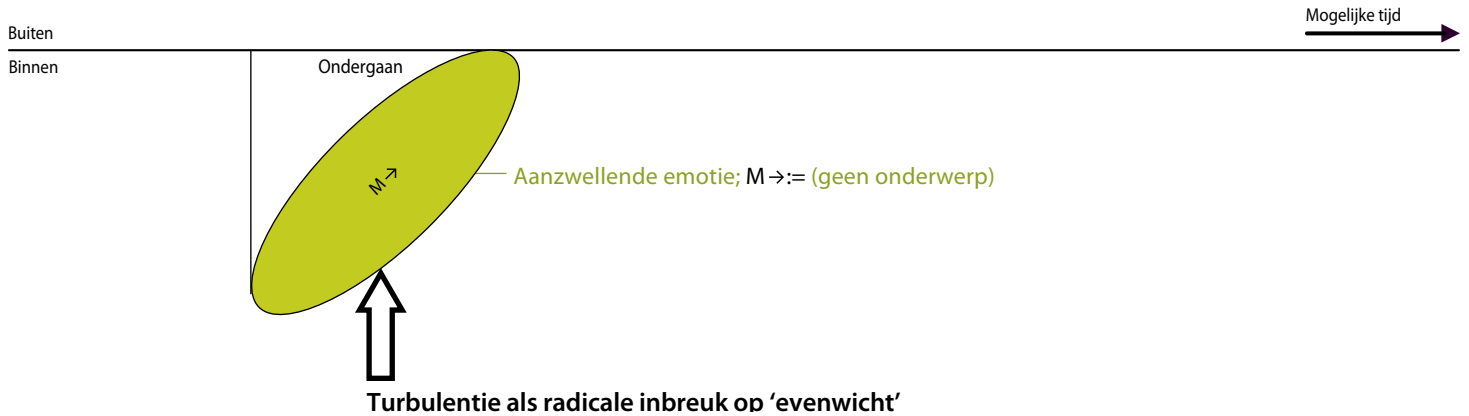 Mogelijke tijd
Buiten
Binnen
Ondergaan
M→
Aanzwellende emotie; M→:= (geen onderwerp)
Turbulentie als radicale inbreuk op ‘evenwicht’